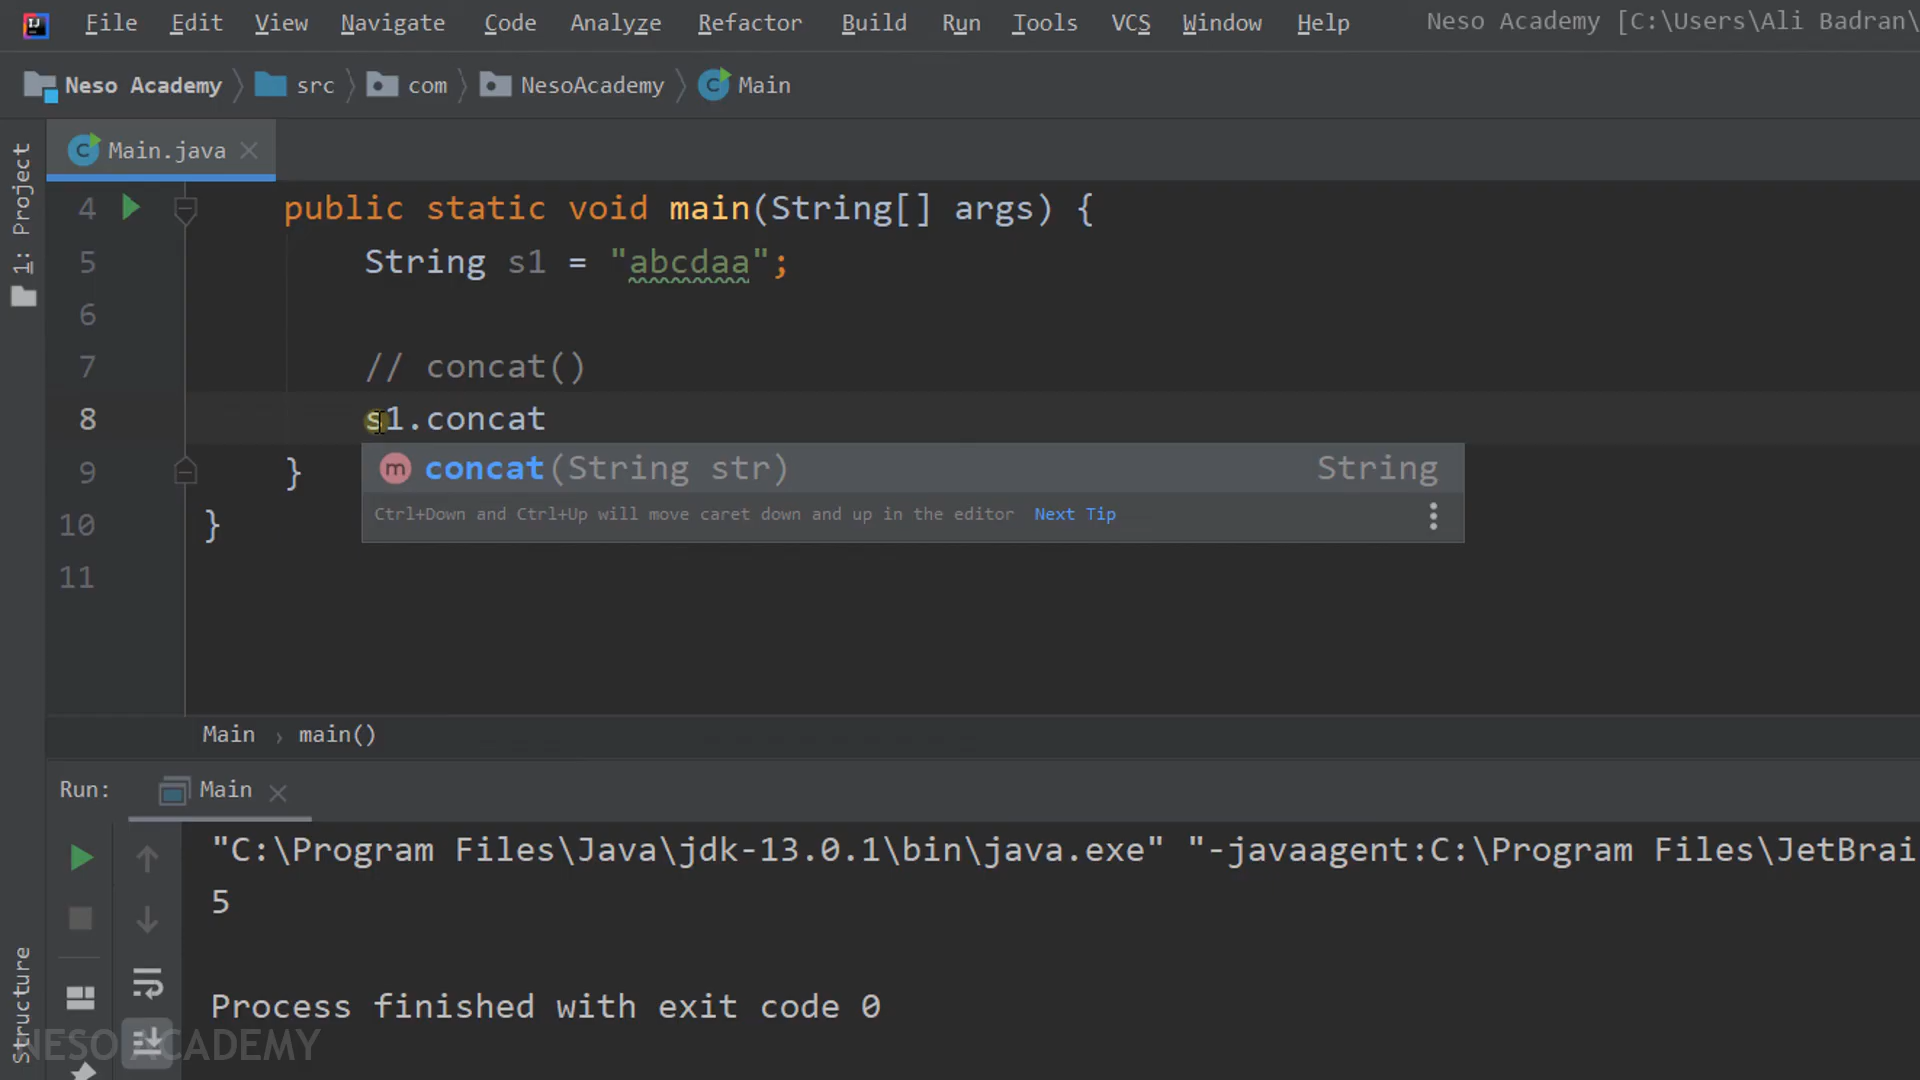 File Edit View Navigate Code Analyze Refactor Build Run Tools VCS Window Help Neso Academy [C:\Users\Ali Badran\
Neso Academy src com NesoAcademy Main
Main.java
1: Project
4 public static void main(String[] args) {
5 String s1 = "abcdaa";
6
7 // concat()
8 s1.concat
m concat(String str) String
9 }
Ctrl+Down and Ctrl+Up will move caret down and up in the editor Next Tip
10 }
11
Main › main()
Run: Main
"C:\Program Files\Java\jdk-13.0.1\bin\java.exe" "-javaagent:C:\Program Files\JetBrai
5
Process finished with exit code 0
Structure
NESO ACADEMY